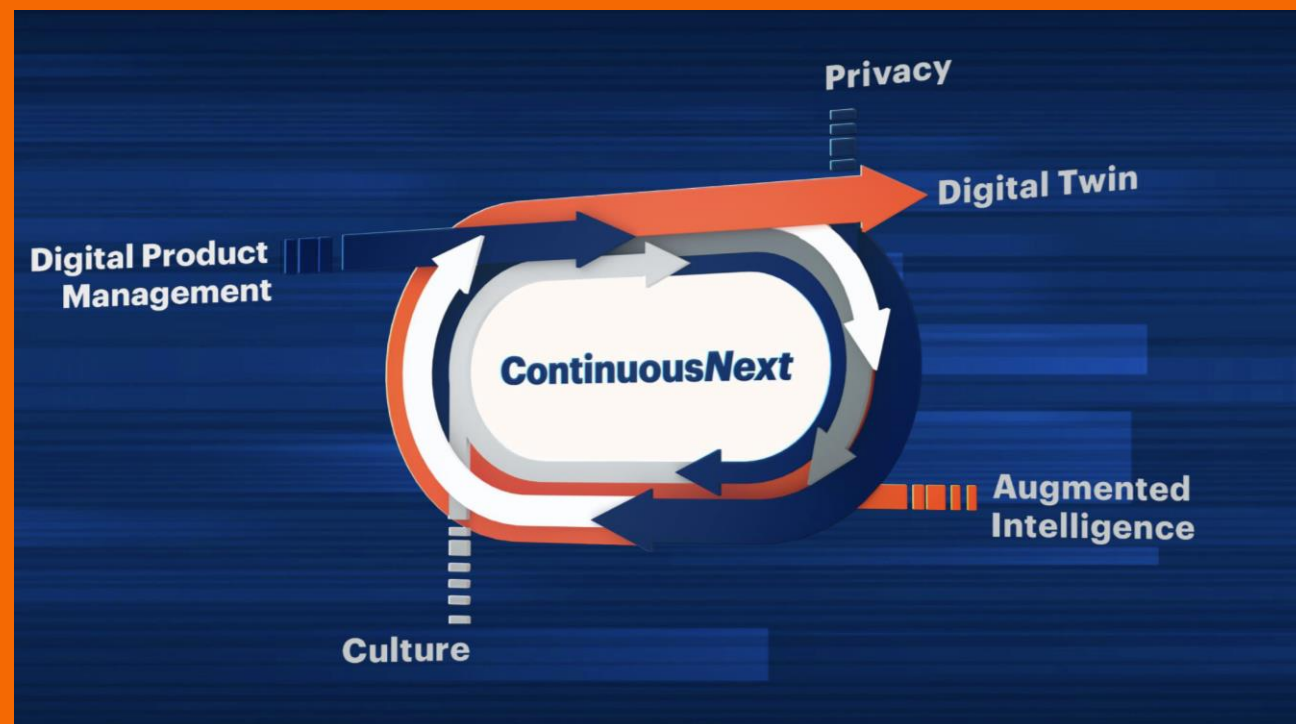 Privacy
Digital Twin
Digital Product
Management
ContinuousNext
Augmented
Intelligence
Culture